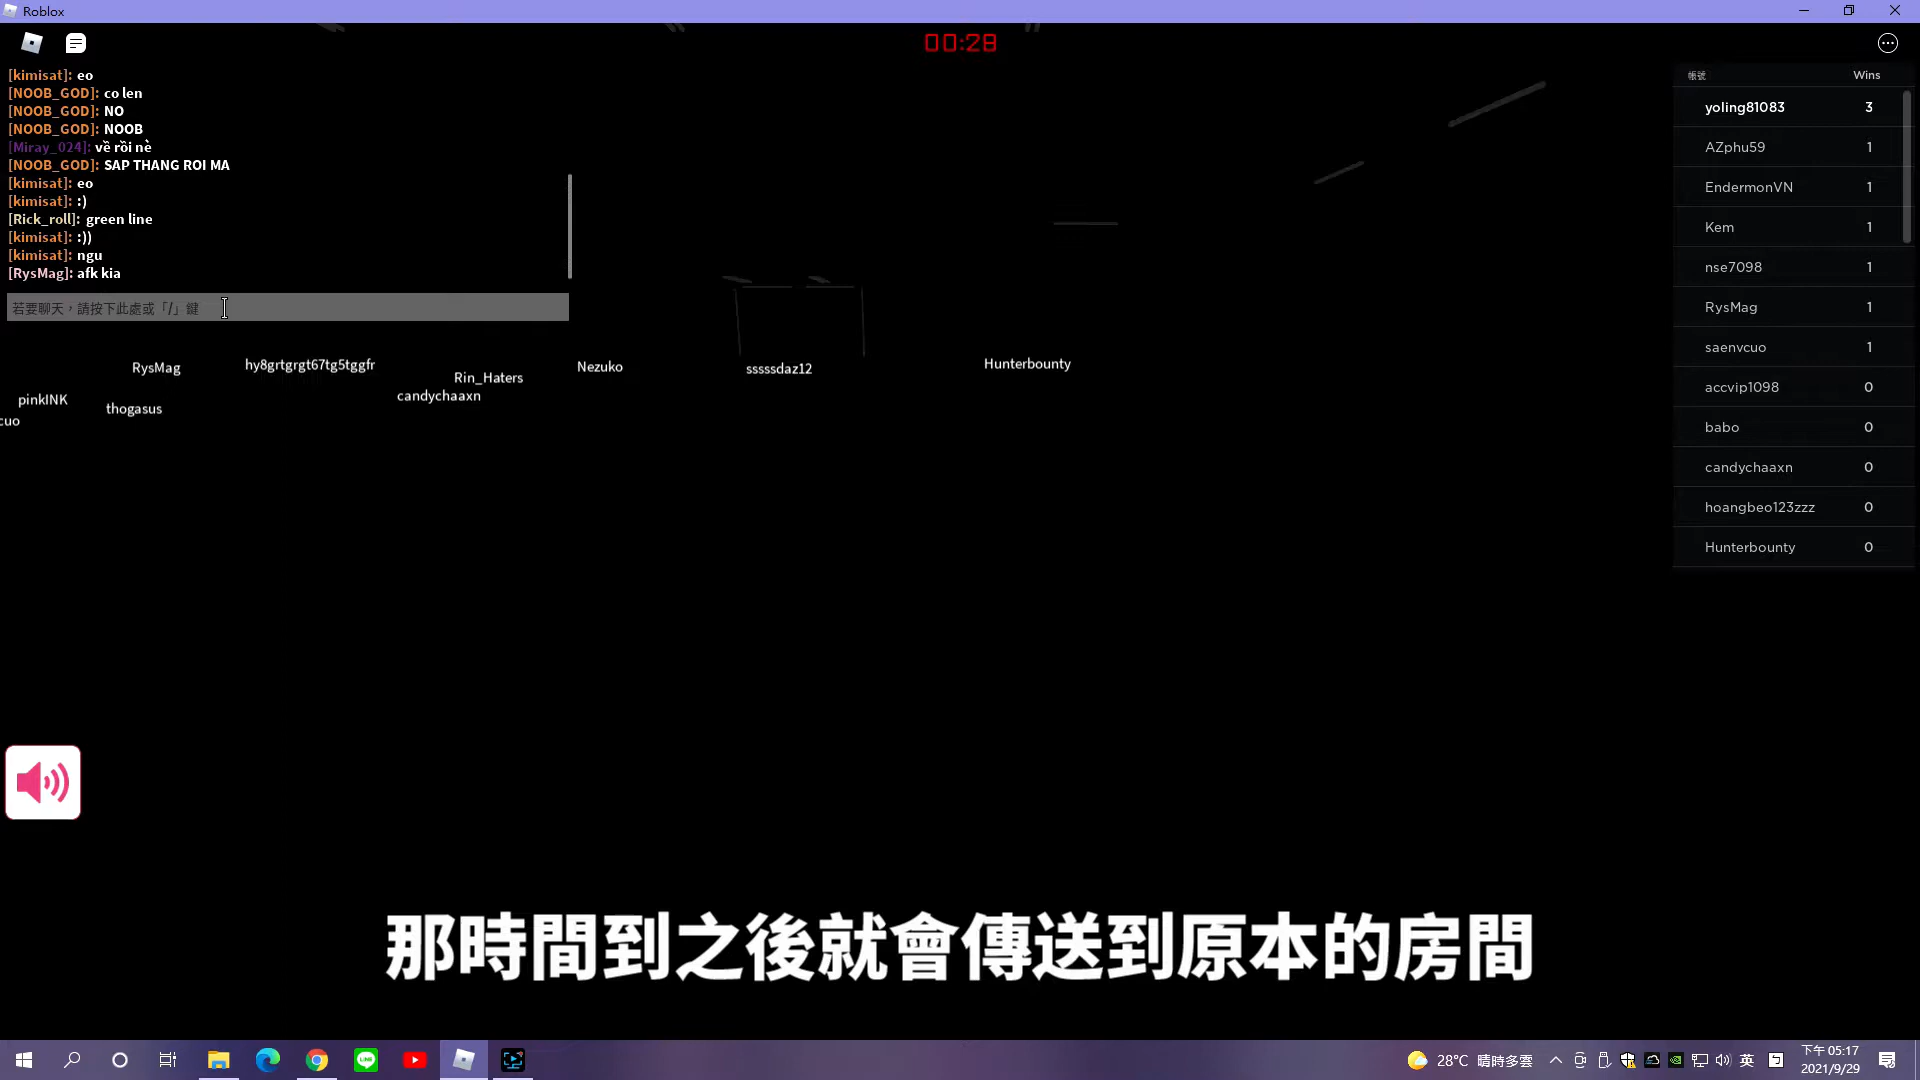 Roblox
00:28
[kimisat]: eo
[NOOB_GOD]: co len
[NOOB_GOD]: NO
[NOOB_GOD]: NOOB
[Miray_024]: về rồi nè
[NOOB_GOD]: SAP THANG ROI MA
[kimisat]: eo
[kimisat]: :)
[Rick_roll]: green line
[kimisat]: :))
[kimisat]: ngu
[RysMag]: afk kia
若要聊天，請按下此處或「/」鍵
帳號 Wins
yoling81083 3
AZphu59 1
EndermonVN 1
Kem 1
nse7098 1
RysMag 1
saenvcuo 1
accvip1098 0
babo 0
candychaaxn 0
hoangbeo123zzz 0
Hunterbounty 0
RysMag
hy8grtgrgt67tg5tggfr
Rin_Haters
Nezuko
sssssdaz12
Hunterbounty
pinkINK
thogasus
candychaaxn
cuo
那時間到之後就會傳送到原本的房間
28°C 晴時多雲
英
下午 05:17
2021/9/29